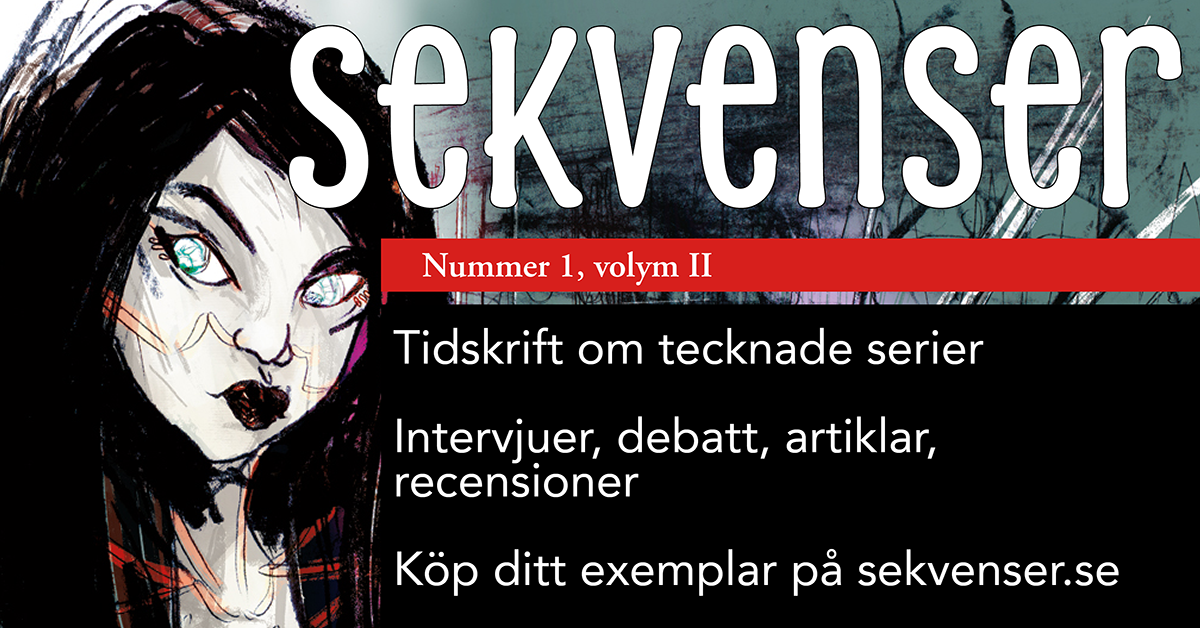 sekvenser
Nummer 1, volym II
Tidskrift om tecknade serier
Intervjuer, debatt, artiklar,
recensioner
Köp ditt exemplar på sekvenser.se